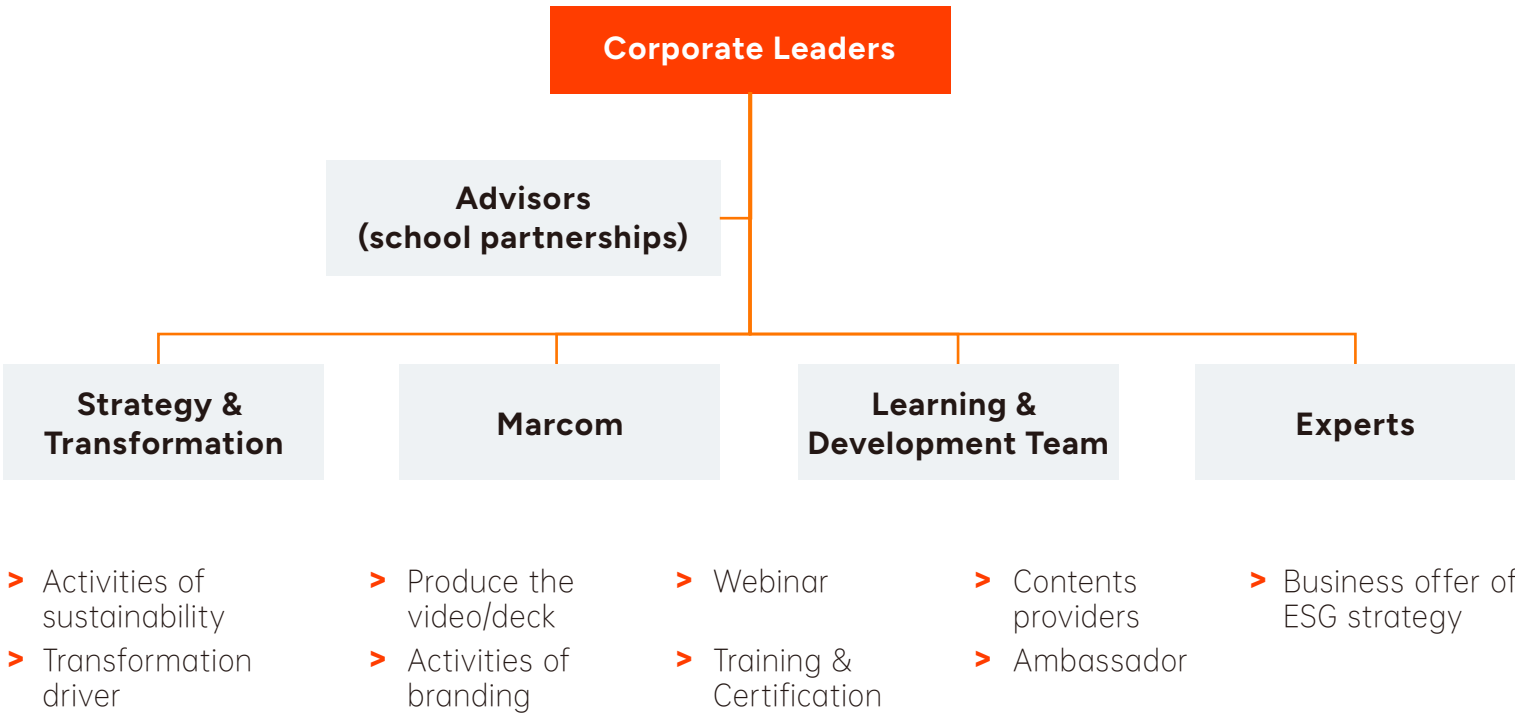 Corporate Leaders
Advisors
(school partnerships)
Strategy &
Transformation
Marcom
Learning &
Development Team
Experts
> Activities of
sustainability
> Transformation
driver
> Produce the
video/deck
> Activities of
branding
> Webinar
> Training &
Certification
> Contents
providers
> Ambassador
> Business offer of
ESG strategy